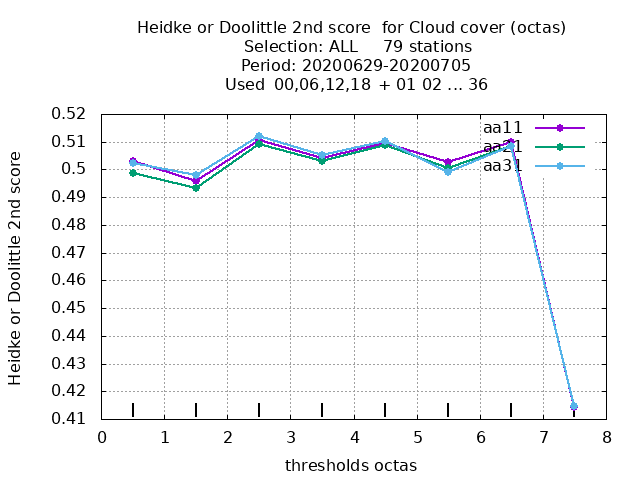 Heidke or Doolittle 2nd score  for Cloud cover (octas)
Selection: ALL     79 stations
Period: 20200629-20200705
Used  00,06,12,18 + 01 02 ... 36
Heidke or Doolittle 2nd score
0.52
0.51
0.5
0.49
0.48
0.47
0.46
0.45
0.44
0.43
0.42
0.41
aa11
aa21
aa31
0 1 2 3 4 5 6 7 8
thresholds octas